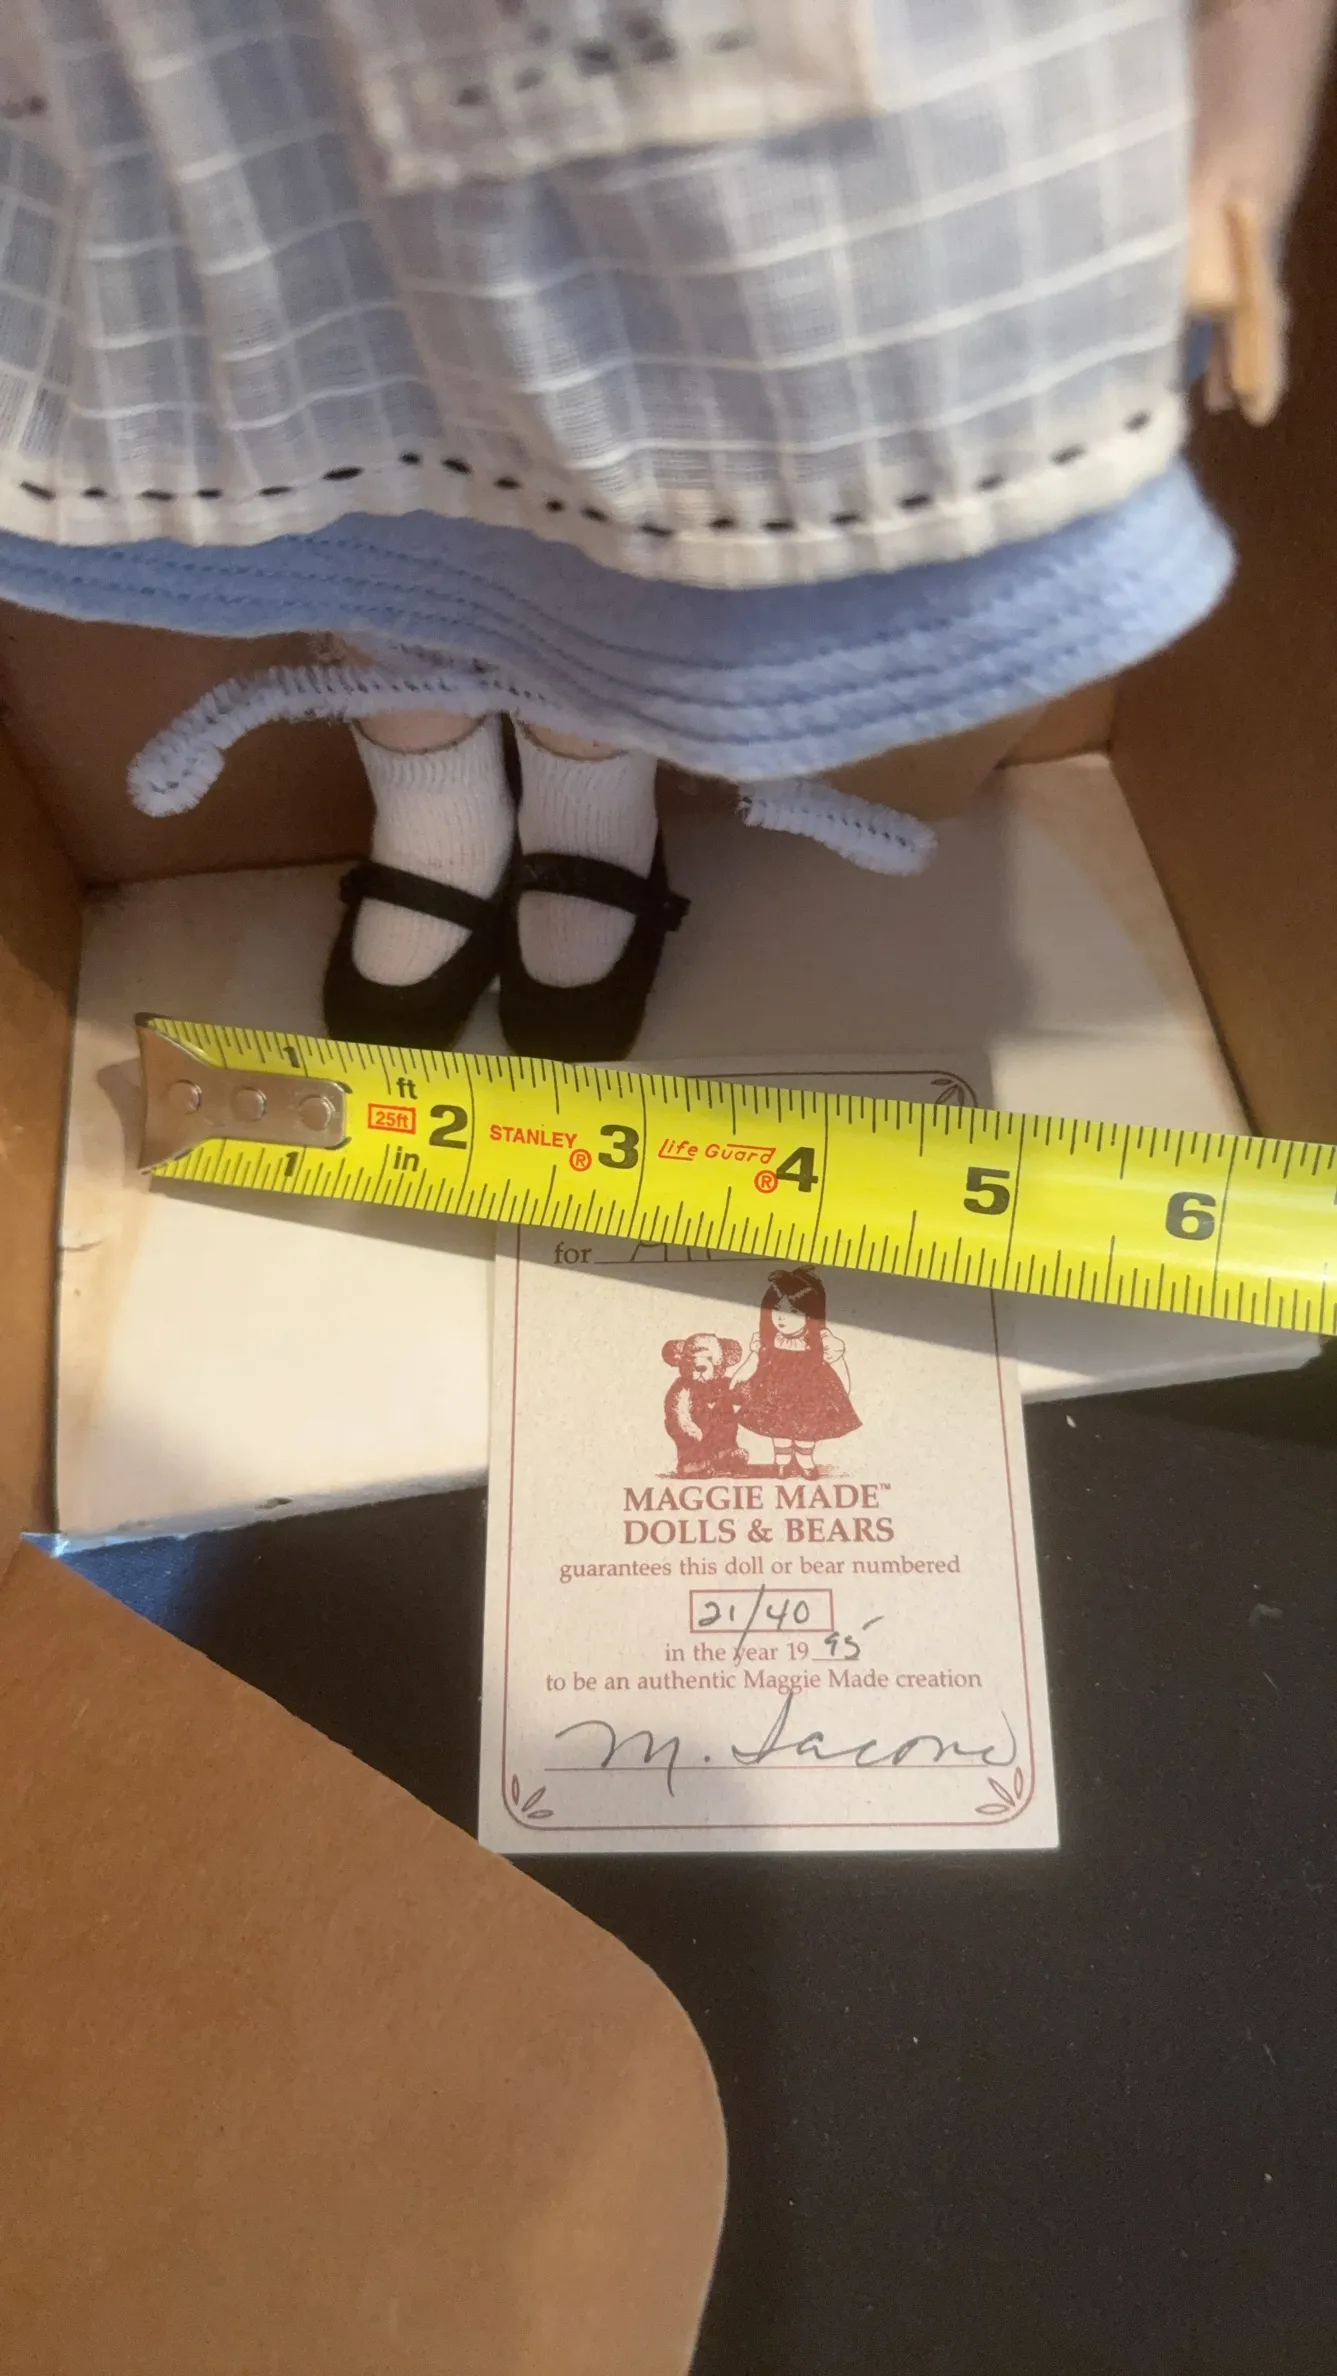 1
ft
25ft
2
STANLEY®
3
Life Guard®
4
5
6
1
in
for
MAGGIE MADE™
DOLLS & BEARS
guarantees this doll or bear numbered
21/40
in the year 19 95
to be an authentic Maggie Made creation
M. Iacono